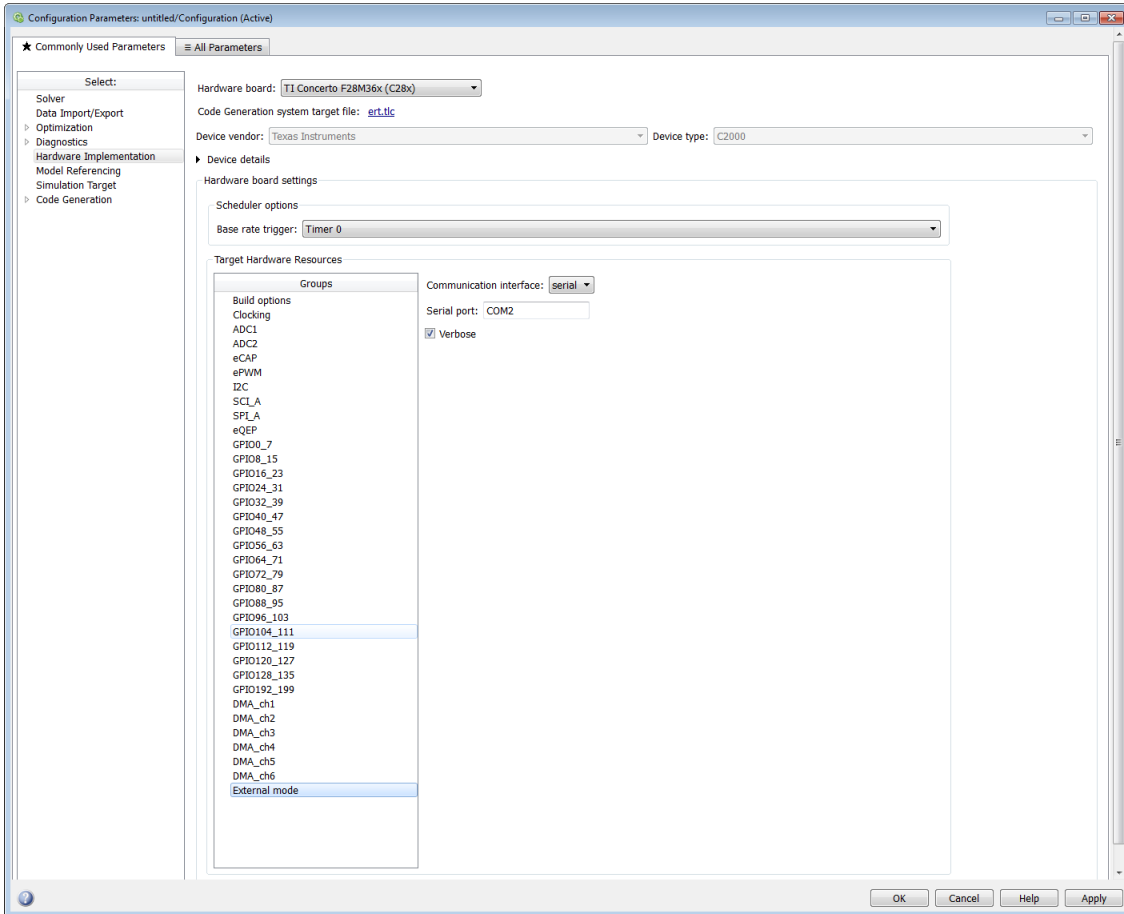 Configuration Parameters: untitled/Configuration (Active)
★ Commonly Used Parameters
≡ All Parameters
Select:
Solver
Data Import/Export
Optimization
Diagnostics
Hardware Implementation
Model Referencing
Simulation Target
Code Generation
Hardware board: TI Concerto F28M36x (C28x)
Code Generation system target file: ert.tlc
Device vendor: Texas Instruments Device type: C2000
Device details
Hardware board settings
Scheduler options
Base rate trigger: Timer 0
Target Hardware Resources
Groups
Build options
Clocking
ADC1
ADC2
eCAP
ePWM
I2C
SCI_A
SPI_A
eQEP
GPIO0_7
GPIO8_15
GPIO16_23
GPIO24_31
GPIO32_39
GPIO40_47
GPIO48_55
GPIO56_63
GPIO64_71
GPIO72_79
GPIO80_87
GPIO88_95
GPIO96_103
GPIO104_111
GPIO112_119
GPIO120_127
GPIO128_135
GPIO192_199
DMA_ch1
DMA_ch2
DMA_ch3
DMA_ch4
DMA_ch5
DMA_ch6
External mode
Communication interface: serial
Serial port: COM2
Verbose
OK Cancel Help Apply